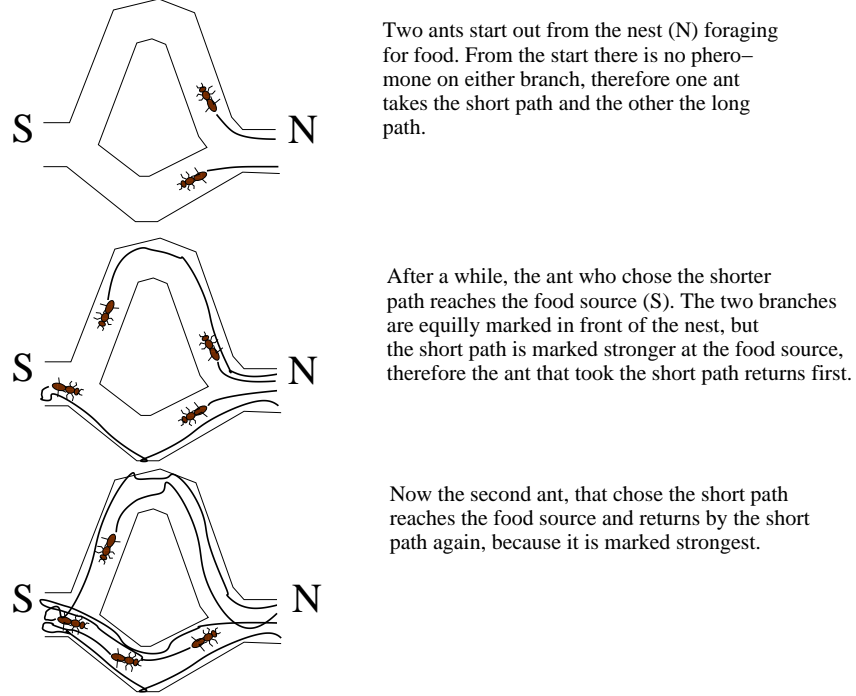 Two ants start out from the nest (N) foraging
for food. From the start there is no phero−
mone on either branch, therefore one ant
takes the short path and the other the long
path.
S
N
After a while, the ant who chose the shorter
path reaches the food source (S). The two branches
are equilly marked in front of the nest, but
the short path is marked stronger at the food source,
therefore the ant that took the short path returns first.
S
N
Now the second ant, that chose the short path
reaches the food source and returns by the short
path again, because it is marked strongest.
S
N